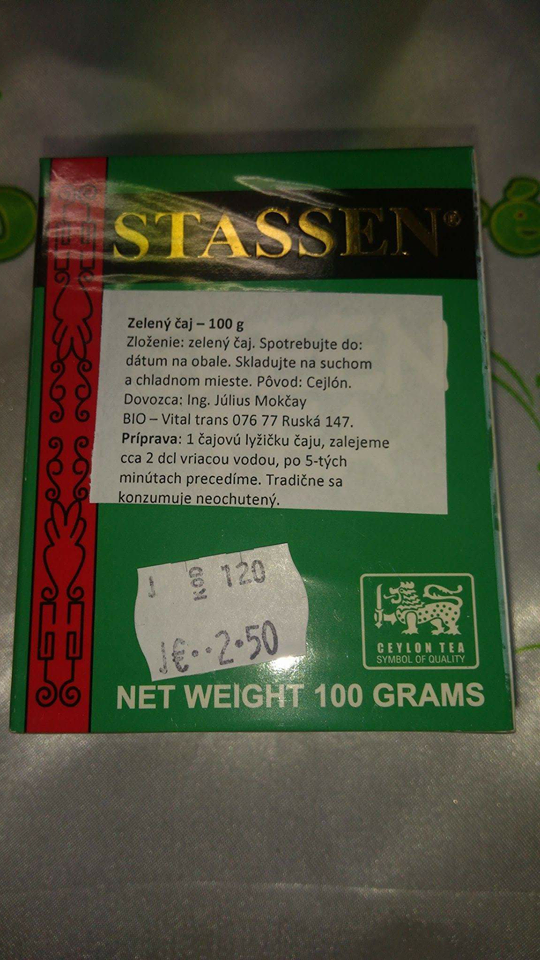 STASSEN®
Zelený čaj – 100 g
Zloženie: zelený čaj. Spotrebujte do:
dátum na obale. Skladujte na suchom
a chladnom mieste. Pôvod: Cejlón.
Dovozca: Ing. Július Mokčay
BIO – Vital trans 076 77 Ruská 147.
Príprava: 1 čajovú lyžičku čaju, zalejeme
cca 2 dcl vriacou vodou, po 5-tých
minútach precedíme. Tradične sa
konzumuje neochutený.
KOD 120
€··2·50
CEYLON TEA
SYMBOL OF QUALITY
NET WEIGHT 100 GRAMS